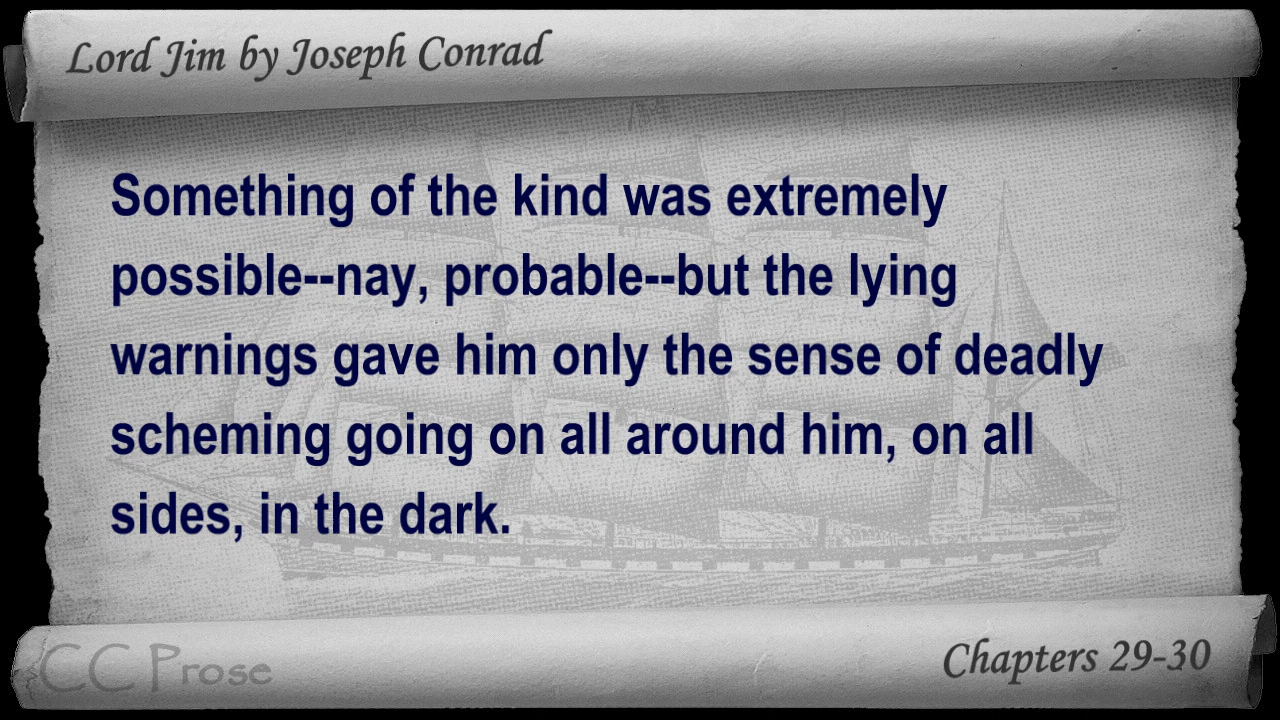 Lord Jim by Joseph Conrad
Something of the kind was extremely
possible--nay, probable--but the lying
warnings gave him only the sense of deadly
scheming going on all around him, on all
sides, in the dark.
CC Prose
Chapters 29-30